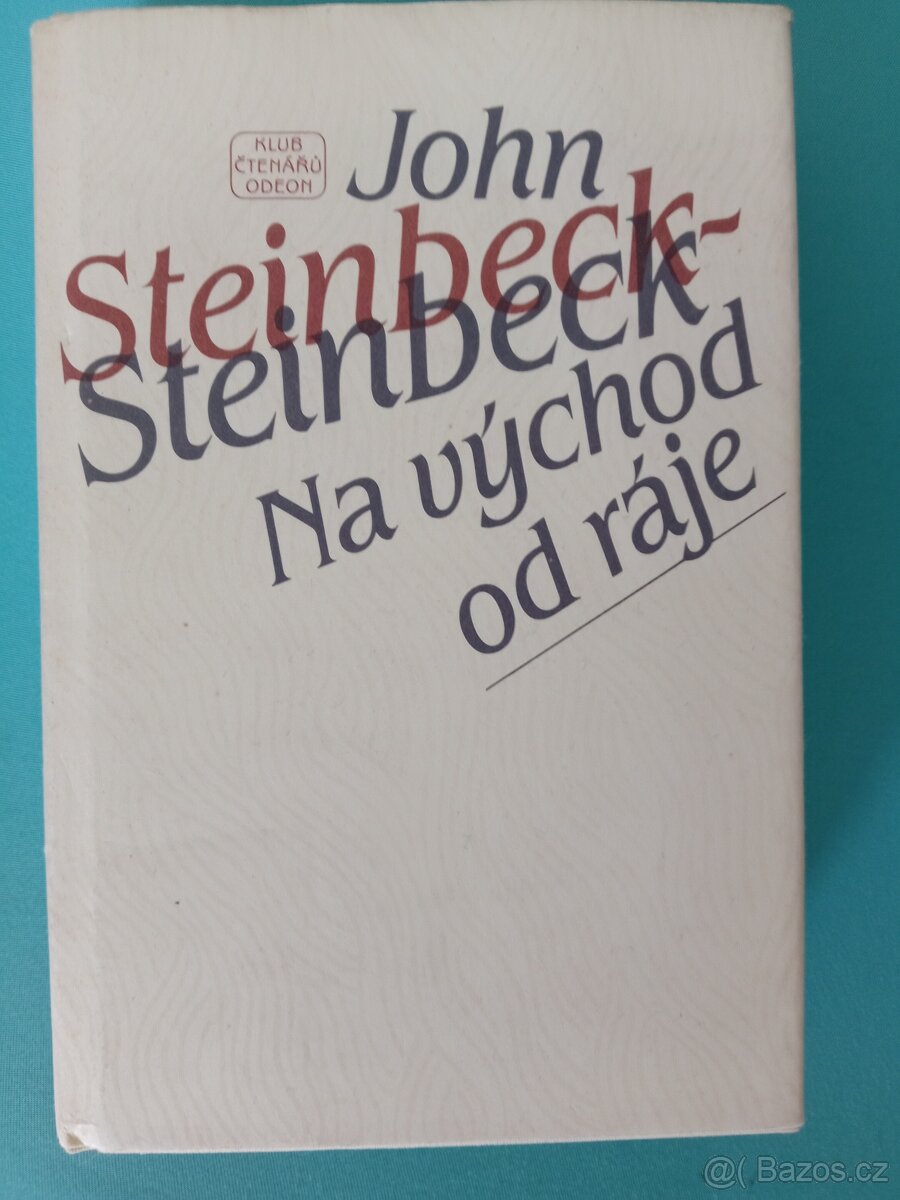 KLUB
ČTENÁŘŮ
ODEON
John
Steinbeck-
Steinbeck-
Na východ
od ráje
@( Bazos.cz